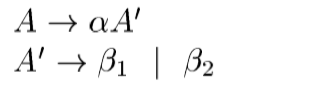 A → αA′
A′ → β₁ | β₂